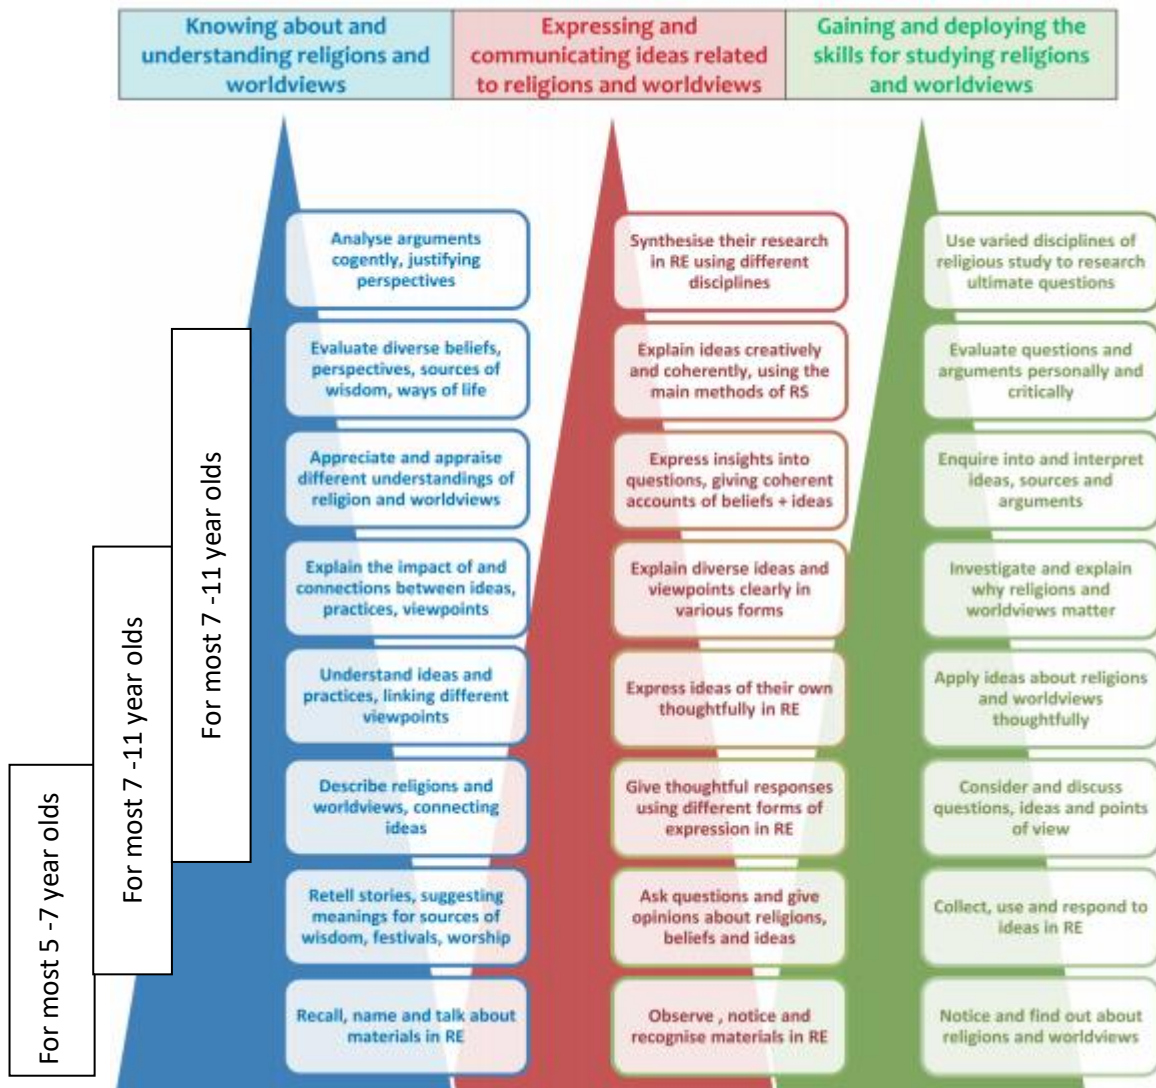 Knowing about and
understanding religions and
worldviews
Expressing and
communicating ideas related
to religions and worldviews
Gaining and deploying the
skills for studying religions
and worldviews
Analyse arguments
cogently, justifying
perspectives
Synthesise their research
in RE using different
disciplines
Use varied disciplines of
religious study to research
ultimate questions
Evaluate diverse beliefs,
perspectives, sources of
wisdom, ways of life
Explain ideas creatively
and coherently, using the
main methods of RS
Evaluate questions and
arguments personally and
critically
Appreciate and appraise
different understandings of
religion and worldviews
Express insights into
questions, giving coherent
accounts of beliefs + ideas
Enquire into and interpret
ideas, sources and
arguments
Explain the impact of and
connections between ideas,
practices, viewpoints
Explain diverse ideas and
viewpoints clearly in
various forms
Investigate and explain
why religions and
worldviews matter
Understand ideas and
practices, linking different
viewpoints
Express ideas of their own
thoughtfully in RE
Apply ideas about religions
and worldviews
thoughtfully
Describe religions and
worldviews, connecting
ideas
Give thoughtful responses
using different forms of
expression in RE
Consider and discuss
questions, ideas and points
of view
Retell stories, suggesting
meanings for sources of
wisdom, festivals, worship
Ask questions and give
opinions about religions,
beliefs and ideas
Collect, use and respond to
ideas in RE
Recall, name and talk about
materials in RE
Observe , notice and
recognise materials in RE
Notice and find out about
religions and worldviews
For most 5 -7 year olds
For most 7 -11 year olds
For most 7 -11 year olds